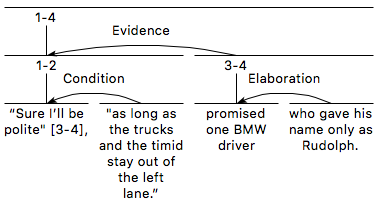 1-4
Evidence
1-2
3-4
Condition
Elaboration
“Sure I’ll be
polite" [3-4],
"as long as
the trucks
and the timid
stay out of
the left
lane.”
promised
one BMW
driver
who gave his
name only as
Rudolph.